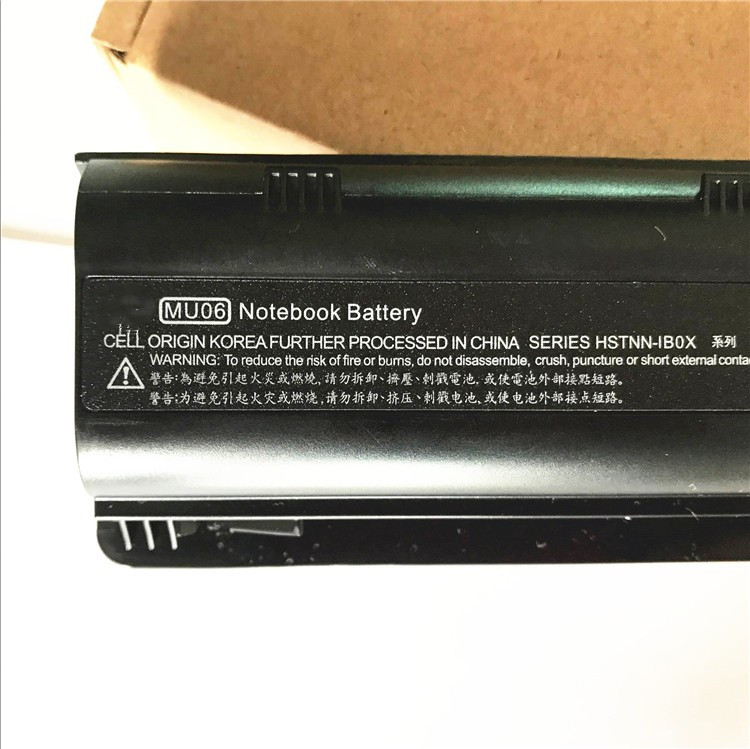 MU06 Notebook Battery
CELL ORIGIN KOREA FURTHER PROCESSED IN CHINA SERIES HSTNN-IB0X 系列
WARNING: To reduce the risk of fire or burns, do not disassemble, crush, puncture or short external
警告:為避免引起火災或燃燒,請勿拆卸、擠壓、刺戳電池,或使電池外部接點短路。
警告:为避免引起火灾或燃烧,请勿拆卸、挤压、刺戳电池,或使电池外部接点短路。